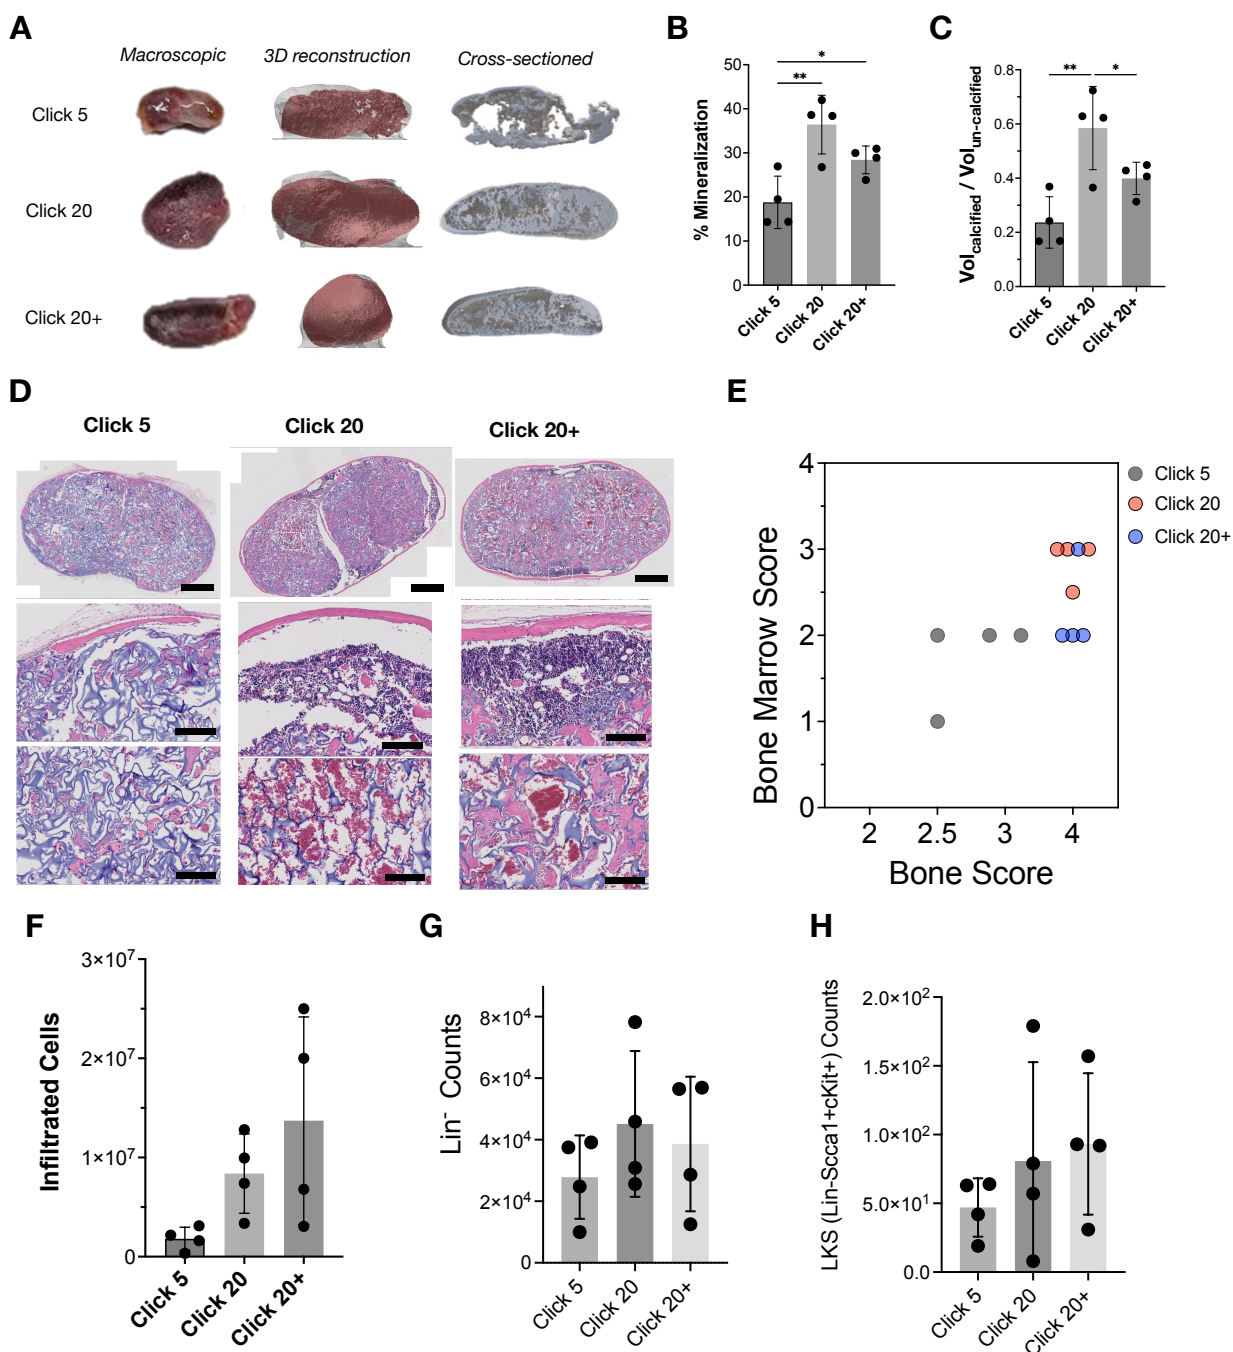 A
Macroscopic
3D reconstruction
Cross-sectioned
Click 5
Click 20
Click 20+
B
**
*
% Mineralization
50
40
30
20
10
0
Click 5
Click 20
Click 20+
C
**
*
Vol_calcified / Vol_un-calcified
0.8
0.6
0.4
0.2
0.0
Click 5
Click 20
Click 20+
D
Click 5
Click 20
Click 20+
E
Bone Marrow Score
4
3
2
1
0
2
2.5
3
4
Bone Score
Click 5
Click 20
Click 20+
F
Infiltrated Cells
3×10⁷
2×10⁷
1×10⁷
0
Click 5
Click 20
Click 20+
G
Lin⁻ Counts
8×10⁴
6×10⁴
4×10⁴
2×10⁴
0
Click 5
Click 20
Click 20+
H
LKS (Lin-Scca1+cKit+) Counts
2.0×10²
1.5×10²
1.0×10²
5.0×10¹
0.0
Click 5
Click 20
Click 20+